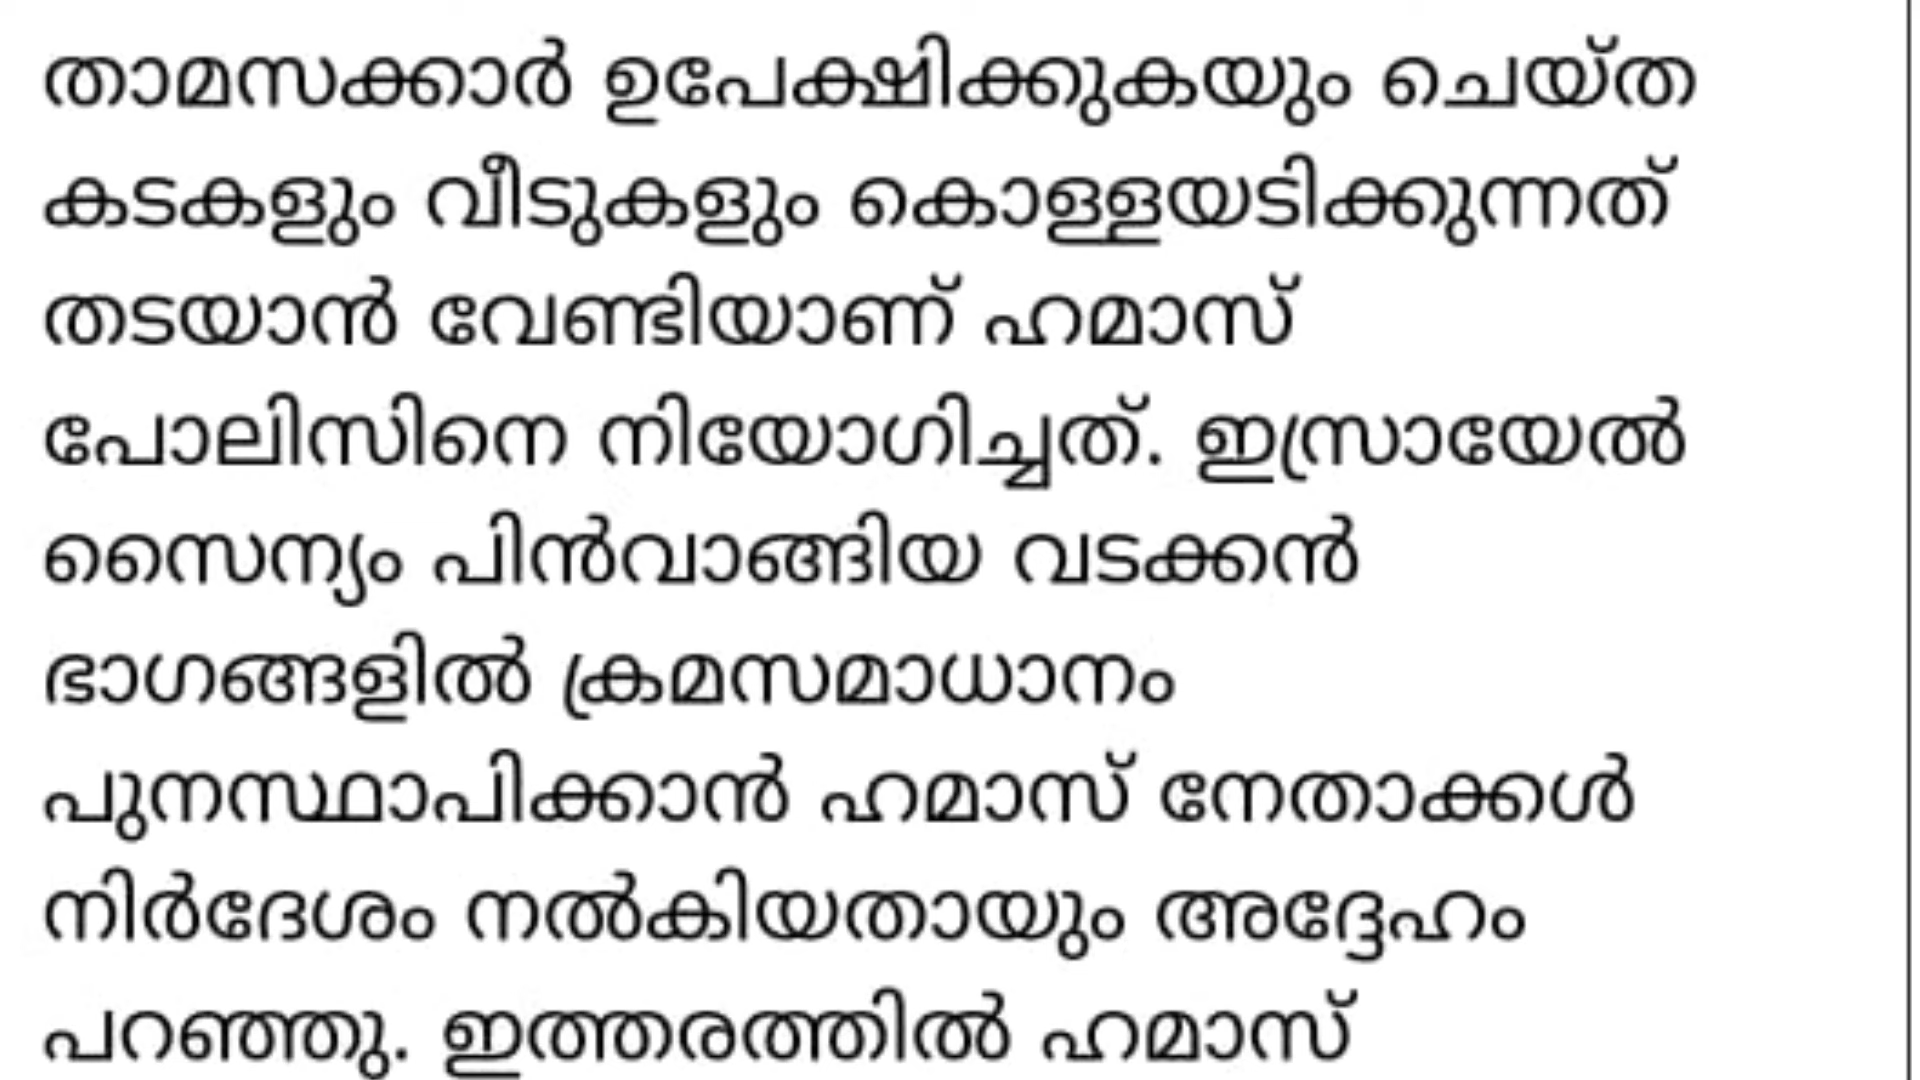 താമസക്കാർ ഉപേക്ഷിക്കുകയും ചെയ്ത
കടകളും വീടുകളും കൊള്ളയടിക്കുന്നത്
തടയാൻ വേണ്ടിയാണ് ഹമാസ്
പോലിസിനെ നിയോഗിച്ചത്. ഇസ്രായേൽ
സൈന്യം പിൻവാങ്ങിയ വടക്കൻ
ഭാഗങ്ങളിൽ ക്രമസമാധാനം
പുനസ്ഥാപിക്കാൻ ഹമാസ് നേതാക്കൾ
നിർദേശം നൽകിയതായും അദ്ദേഹം
പറഞ്ഞു. ഇത്തരത്തിൽ ഹമാസ്